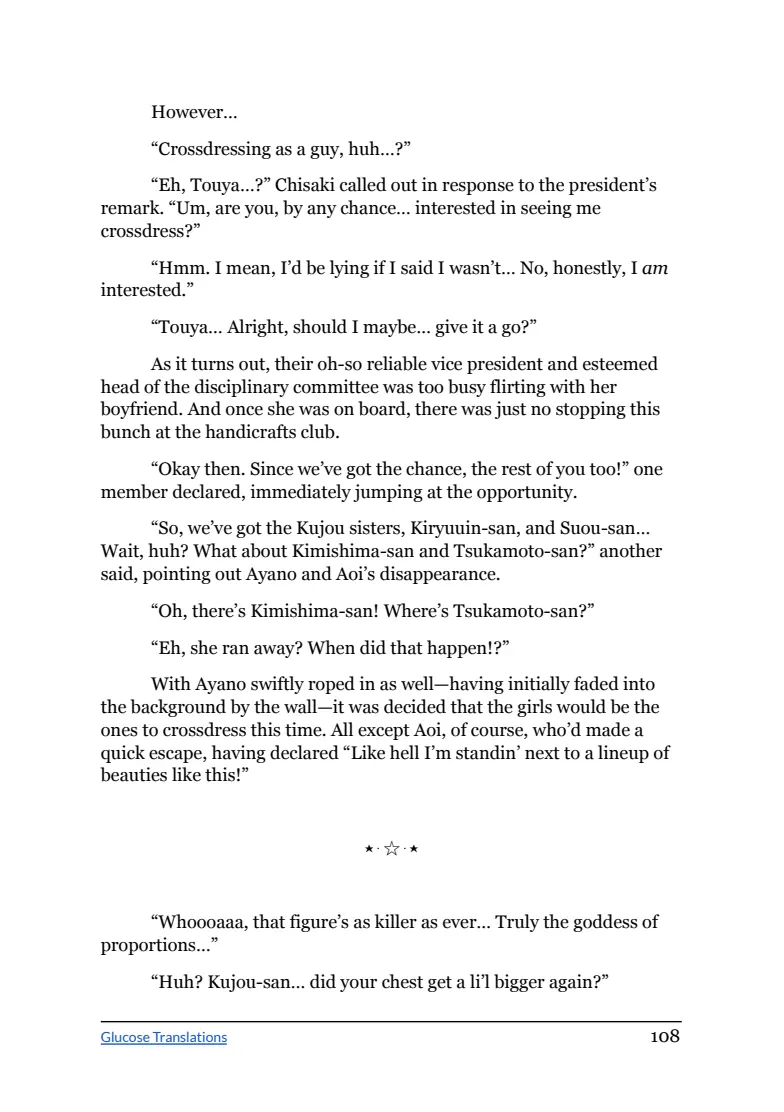 However…
“Crossdressing as a guy, huh…?”
“Eh, Touya…?” Chisaki called out in response to the president’s
remark. “Um, are you, by any chance… interested in seeing me
crossdress?”
“Hmm. I mean, I’d be lying if I said I wasn’t… No, honestly, I am
interested.”
“Touya… Alright, should I maybe… give it a go?”
As it turns out, their oh-so reliable vice president and esteemed
head of the disciplinary committee was too busy flirting with her
boyfriend. And once she was on board, there was just no stopping this
bunch at the handicrafts club.
“Okay then. Since we’ve got the chance, the rest of you too!” one
member declared, immediately jumping at the opportunity.
“So, we’ve got the Kujou sisters, Kiryuuin-san, and Suou-san…
Wait, huh? What about Kimishima-san and Tsukamoto-san?” another
said, pointing out Ayano and Aoi’s disappearance.
“Oh, there’s Kimishima-san! Where’s Tsukamoto-san?”
“Eh, she ran away? When did that happen!?”
With Ayano swiftly roped in as well—having initially faded into
the background by the wall—it was decided that the girls would be the
ones to crossdress this time. All except Aoi, of course, who’d made a
quick escape, having declared “Like hell I’m standin’ next to a lineup of
beauties like this!”
★·☆·★
“Whoooaaa, that figure’s as killer as ever… Truly the goddess of
proportions…”
“Huh? Kujou-san… did your chest get a li’l bigger again?”
Glucose Translations 108